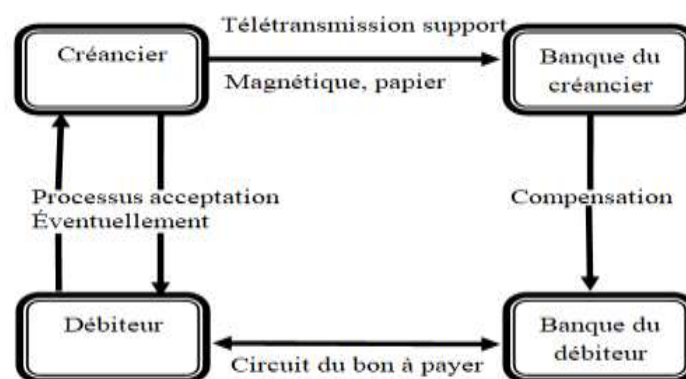 Télétransmission support
Créancier
Magnétique, papier
Banque du
créancier
Processus acceptation
Éventuellement
Compensation
Débiteur
Circuit du bon à payer
Banque du
débiteur